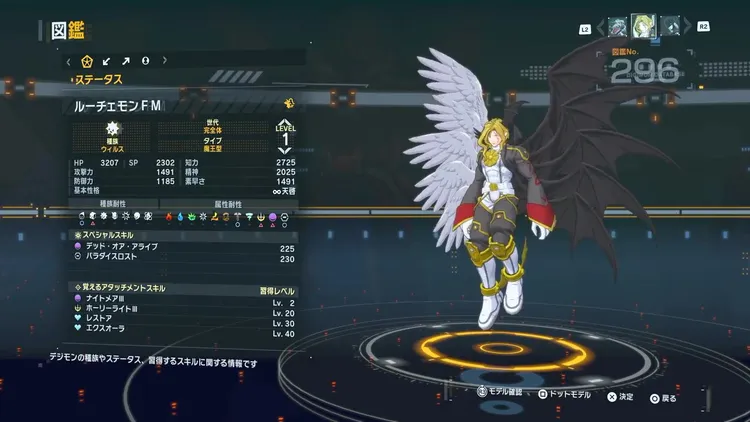 図鑑
L2
R2
ステータス
図鑑No.
296
ルーチェモンFM
種族
ウイルス
世代
完全体
タイプ
魔王型
LEVEL
1
HP 3207 SP 2302 知力 2725
攻撃力 1491 精神 2025
防御力 1185 素早さ 1491
基本性格 天啓
種族耐性 属性耐性
スペシャルスキル
デッド・オア・アライブ 225
パラダイスロスト 230
覚えるアタッチメントスキル 習得レベル
ナイトメアⅢ Lv. 2
ホーリーライトⅢ Lv. 20
レストア Lv. 30
エクスオーラ Lv. 40
デジモンの種族やステータス、習得するスキルに関する情報です
モデル確認 ドットモデル 決定 戻る